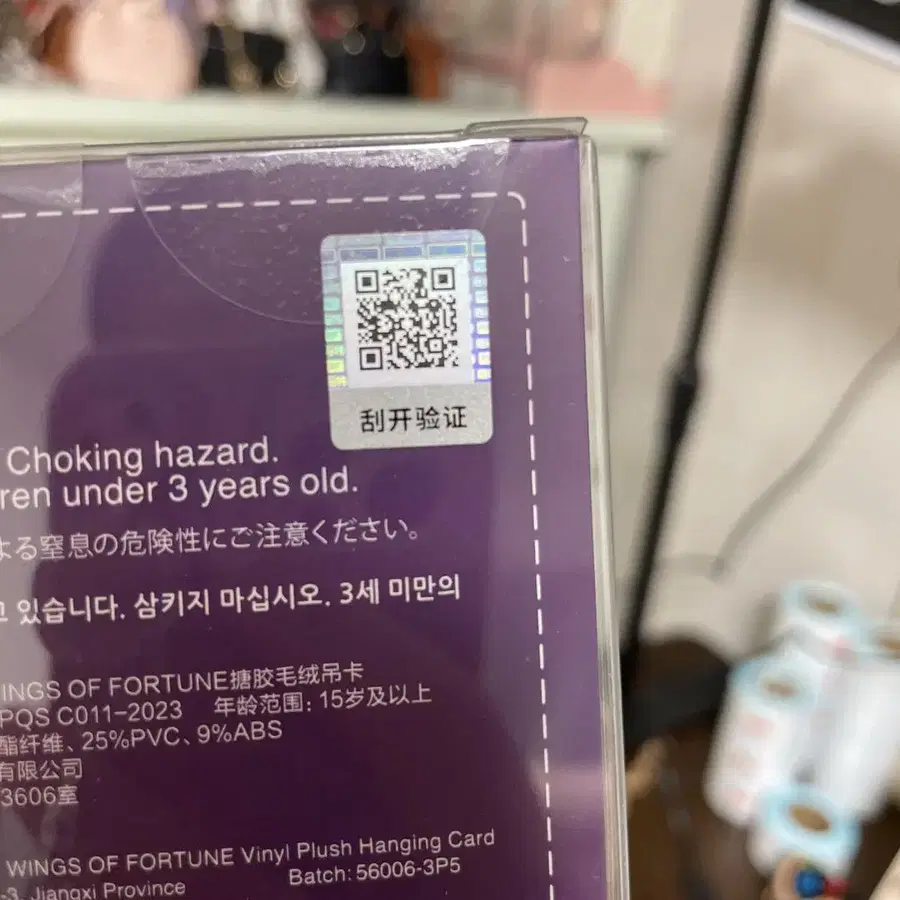 刮开验证
Choking hazard.
ren under 3 years old.
よる窒息の危険性にご注意ください。
있습니다. 삼키지 마십시오. 3세 미만의
INGS OF FORTUNE搪胶毛绒吊卡
PQS C011-2023 年龄范围: 15岁及以上
酯纤维、25%PVC、9%ABS
有限公司
3606室
WINGS OF FORTUNE Vinyl Plush Hanging Card
-3, Jiangxi Province Batch: 56006-3P5